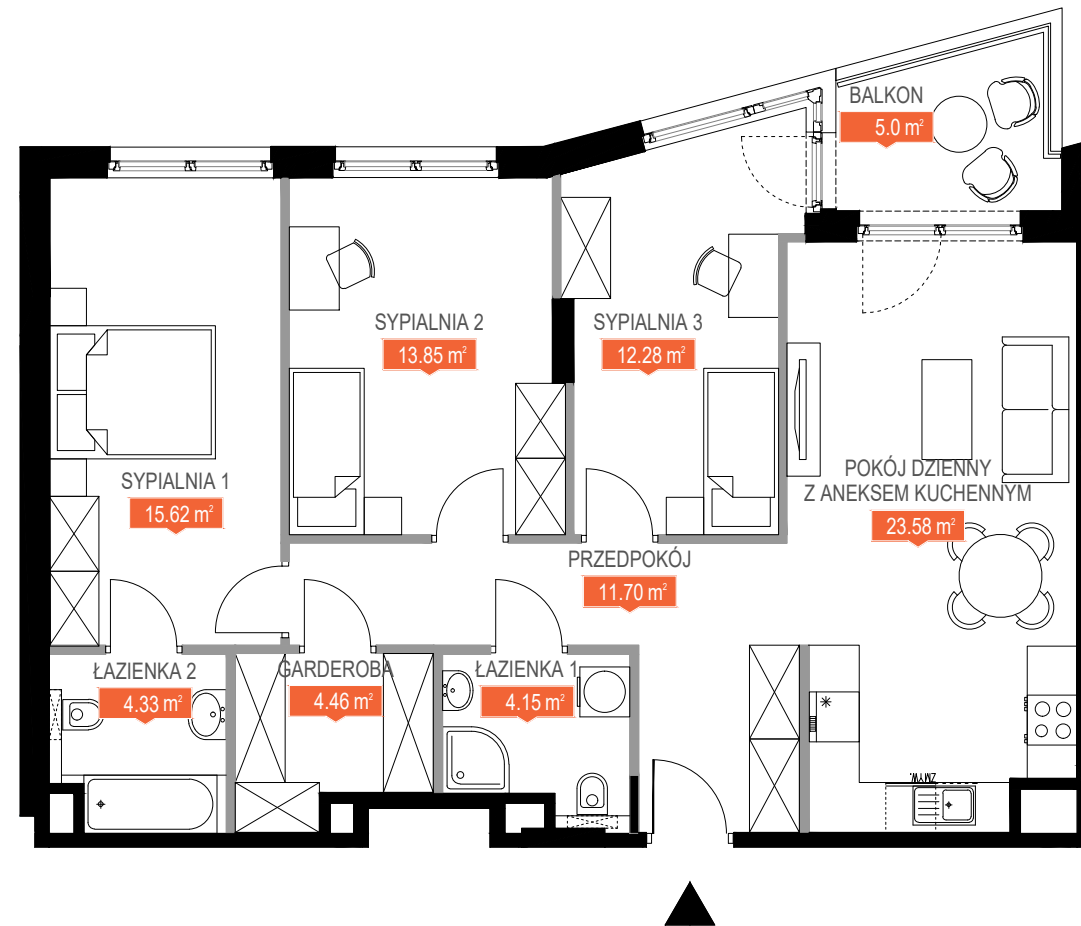 BALKON
5.0 m²
SYPIALNIA 2
13.85 m²
SYPIALNIA 3
12.28 m²
SYPIALNIA 1
15.62 m²
POKÓJ DZIENNY
Z ANEKSEM KUCHENNYM
23.58 m²
PRZEDPOKÓJ
11.70 m²
ŁAZIENKA 2
4.33 m²
GARDEROBA
4.46 m²
ŁAZIENKA 1
4.15 m²
ZMYW.